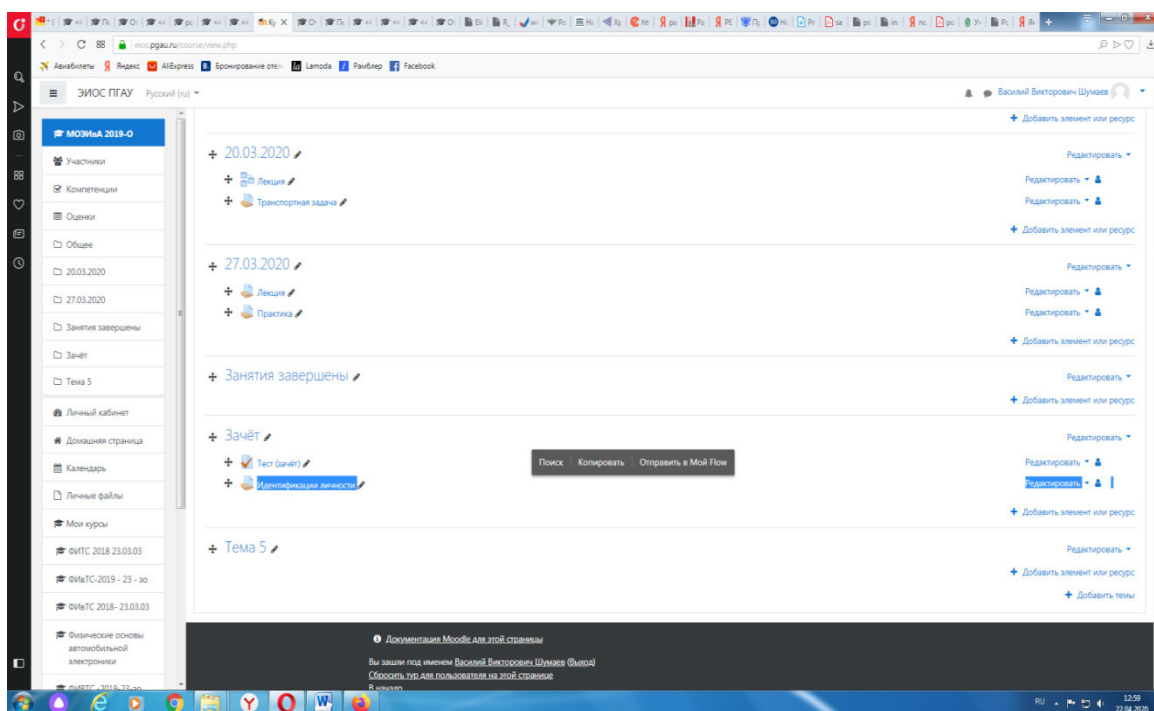 eios.pgau.ru/course/view.php
Авиабилеты Яндекс AliExpress Бронирование отел Lamoda Рамблер Facebook
ЭИОС ПГАУ Русский (ru)
Василий Викторович Шумаев
МОЭИвА 2019-О
Участники
Компетенции
Оценки
Общее
20.03.2020
27.03.2020
Занятия завершены
Зачёт
Тема 5
Личный кабинет
Домашняя страница
Календарь
Личные файлы
Мои курсы
ФИТС 2018 23.03.03
ФИвТС-2019 - 23 - зо
ФИвТС 2018- 23.03.03
Физические основы
автомобильной
электроники
Добавить элемент или ресурс
20.03.2020 Редактировать
Лекция Редактировать
Транспортная задача Редактировать
Добавить элемент или ресурс
27.03.2020 Редактировать
Лекция Редактировать
Практика Редактировать
Добавить элемент или ресурс
Занятия завершены Редактировать
Добавить элемент или ресурс
Зачёт Редактировать
Поиск Копировать Отправить в Мой Flow
Тест (зачёт) Редактировать
Идентификации личности Редактировать
Добавить элемент или ресурс
Тема 5 Редактировать
Добавить элемент или ресурс
Добавить темы
Документация Moodle для этой страницы
Вы зашли под именем Василий Викторович Шумаев (Выход)
Сбросить тур для пользователя на этой странице
В начало
RU
12:59
22.04.2020